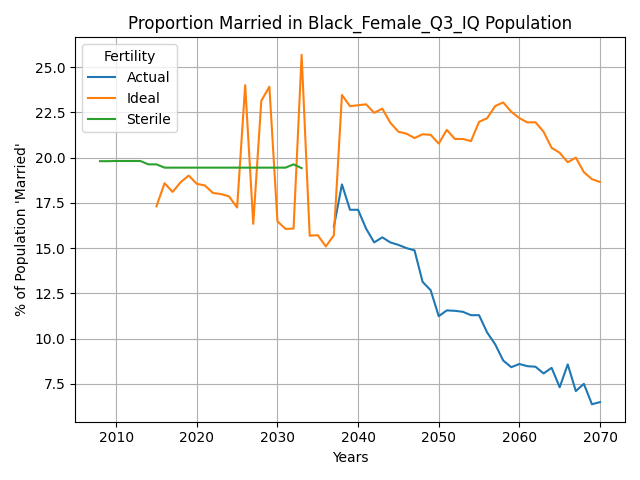 Proportion Married in Black_Female_Q3_IQ Population
Fertility
Actual
Ideal
Sterile
% of Population 'Married'
25.0
22.5
20.0
17.5
15.0
12.5
10.0
7.5
2010 2020 2030 2040 2050 2060 2070
Years